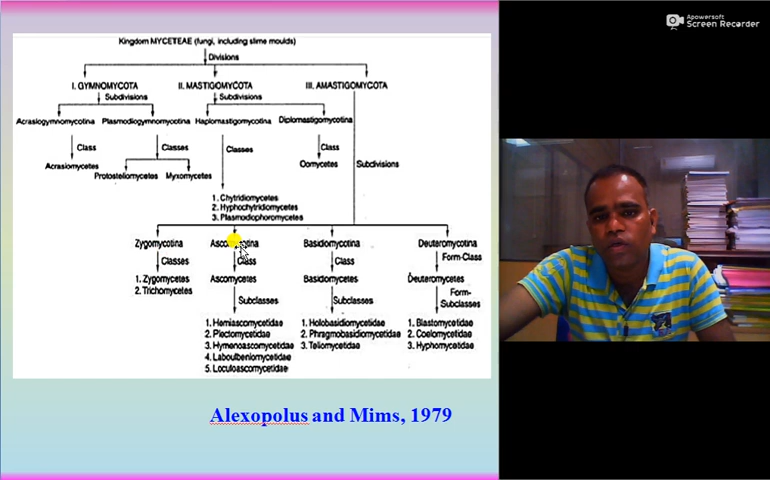 Apowersoft
Screen Recorder
Kingdom MYCETEAE (fungi, including slime moulds)
Divisions
I. GYMNOMYCOTA II. MASTIGOMYCOTA III. AMASTIGOMYCOTA
Subdivisions Subdivisions
Acrasiogymnomycotina Plasmodiogymnomycotina Haplomastigomycotina Diplomastigomycotina
Class Classes Classes Class
Acrasiomycetes Protosteliomycetes Myxomycetes Oomycetes Subdivisions
1. Chytridiomycetes
2. Hyphochytridiomycetes
3. Plasmodophoromycetes
Zygomycotina Basidiomycotina Deuteromycotina
Classes Class Class Form-Class
1. Zygomycetes Ascomycetes Basidiomycetes Deuteromycetes
2. Trichomycetes
Subclasses Subclasses Form-
Subclasses
1. Hemiascomycetidae 1. Holobasidiomycetidae 1. Blastomycetidae
2. Plectomycetidae 2. Phragmobasidiomycetidae 2. Coelomycetidae
3. Hymenoascomycetidae 3. Teliomycetidae 3. Hyphomycetidae
4. Laboulbeniomycetidae
5. Loculoascomycetidae
Alexopolus and Mims, 1979